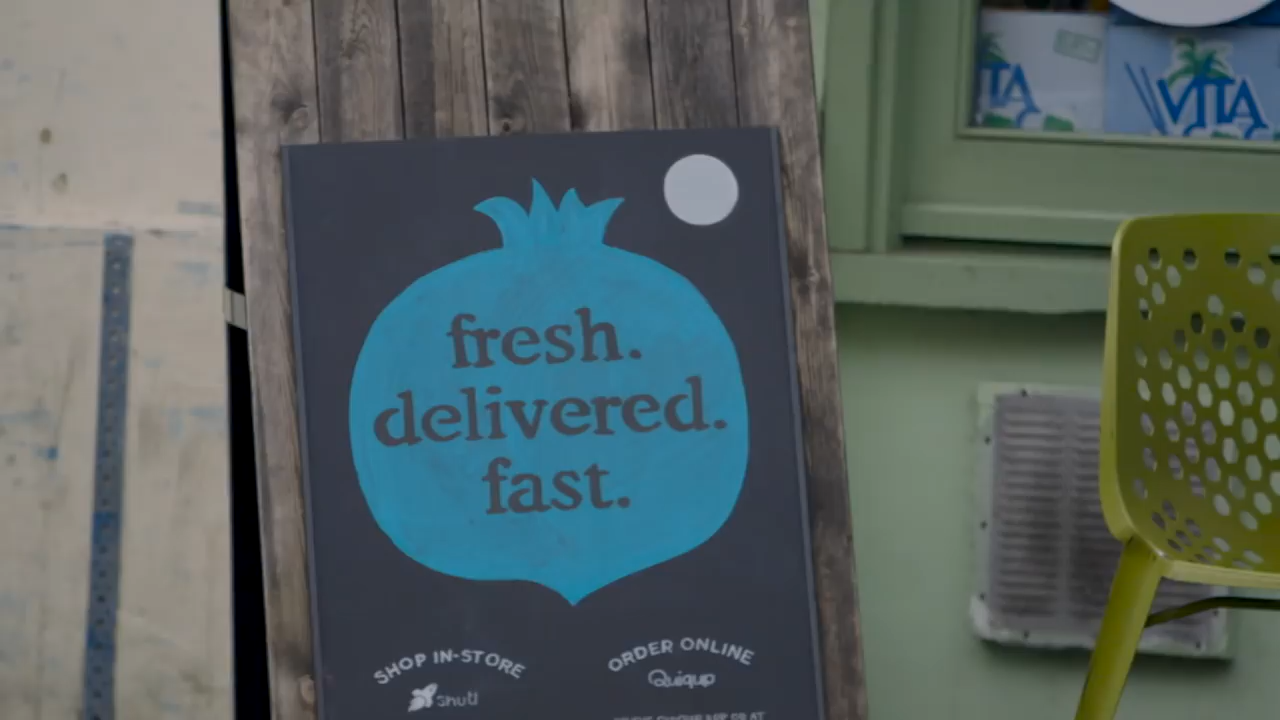 VITA
fresh.
delivered.
fast.
SHOP IN-STORE
ORDER ONLINE
Quiqup